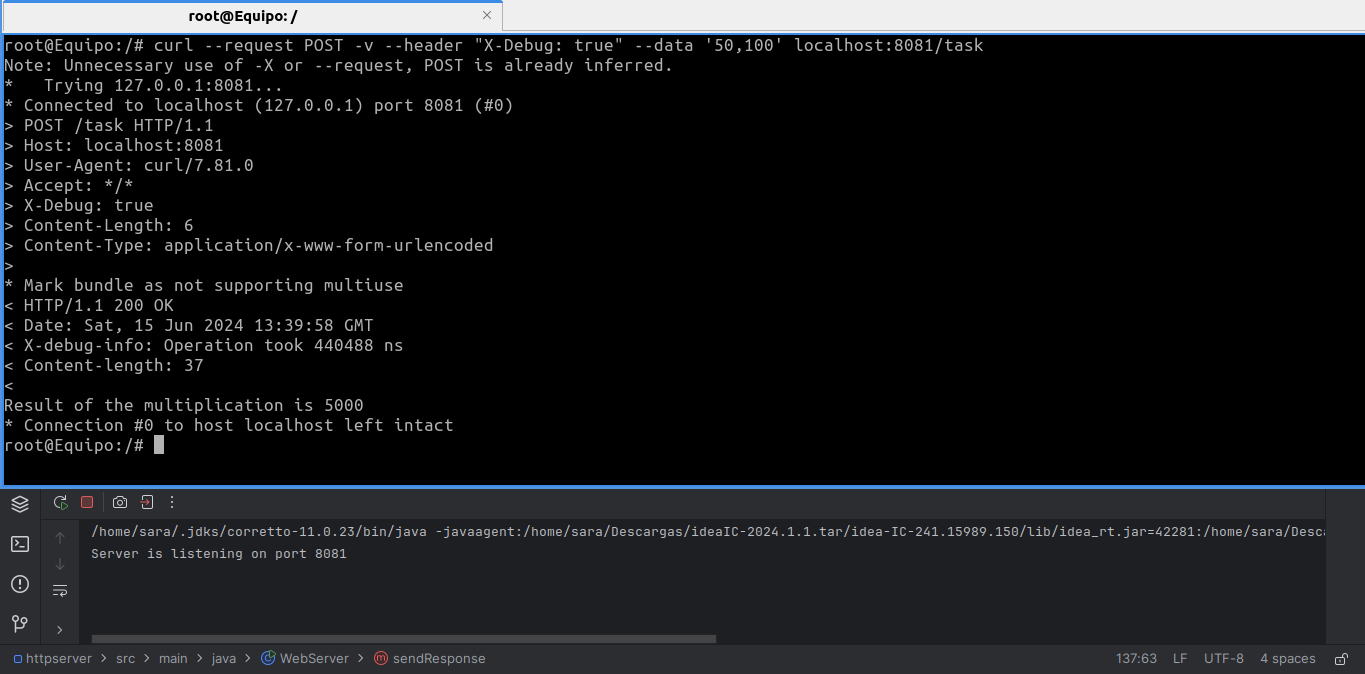 root@Equipo: /
root@Equipo:/# curl --request POST -v --header "X-Debug: true" --data '50,100' localhost:8081/task
Note: Unnecessary use of -X or --request, POST is already inferred.
*   Trying 127.0.0.1:8081...
* Connected to localhost (127.0.0.1) port 8081 (#0)
> POST /task HTTP/1.1
> Host: localhost:8081
> User-Agent: curl/7.81.0
> Accept: */*
> X-Debug: true
> Content-Length: 6
> Content-Type: application/x-www-form-urlencoded
>
* Mark bundle as not supporting multiuse
< HTTP/1.1 200 OK
< Date: Sat, 15 Jun 2024 13:39:58 GMT
< X-debug-info: Operation took 440488 ns
< Content-length: 37
<
Result of the multiplication is 5000
* Connection #0 to host localhost left intact
root@Equipo:/#
/home/sara/.jdks/corretto-11.0.23/bin/java -javaagent:/home/sara/Descargas/ideaIC-2024.1.1.tar/idea-IC-241.15989.150/lib/idea_rt.jar=42281:/home/sara/Desca
Server is listening on port 8081
httpserver > src > main > java > WebServer > sendResponse 137:63 LF UTF-8 4 spaces